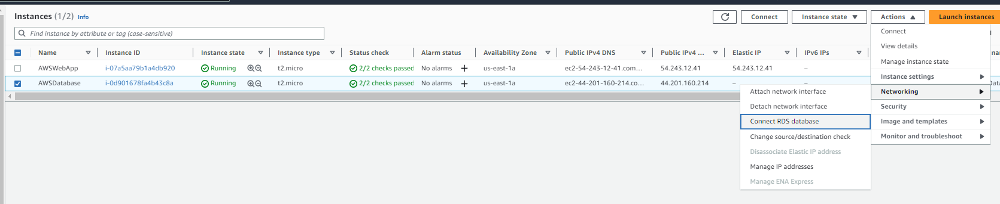 Instances (1/2) Info
Connect Instance state Actions Launch instances
Find instance by attribute or tag (case-sensitive)
Name Instance ID Instance state Instance type Status check Alarm status Availability Zone Public IPv4 DNS Public IPv4 ... Elastic IP IPv6 IPs
AWSWebApp i-07a5aa79b1a4db920 Running t2.micro 2/2 checks passed No alarms + us-east-1a ec2-54-243-12-41.com... 54.243.12.41 54.243.12.41 –
AWSDatabase i-0d901678fa4b43c8a Running t2.micro 2/2 checks passed No alarms + us-east-1a ec2-44-201-160-214.co... 44.201.160.214 – –
Connect
View details
Manage instance state
Instance settings
Networking
Security
Image and templates
Monitor and troubleshoot
Attach network interface
Detach network interface
Connect RDS database
Change source/destination check
Disassociate Elastic IP address
Manage IP addresses
Manage ENA Express